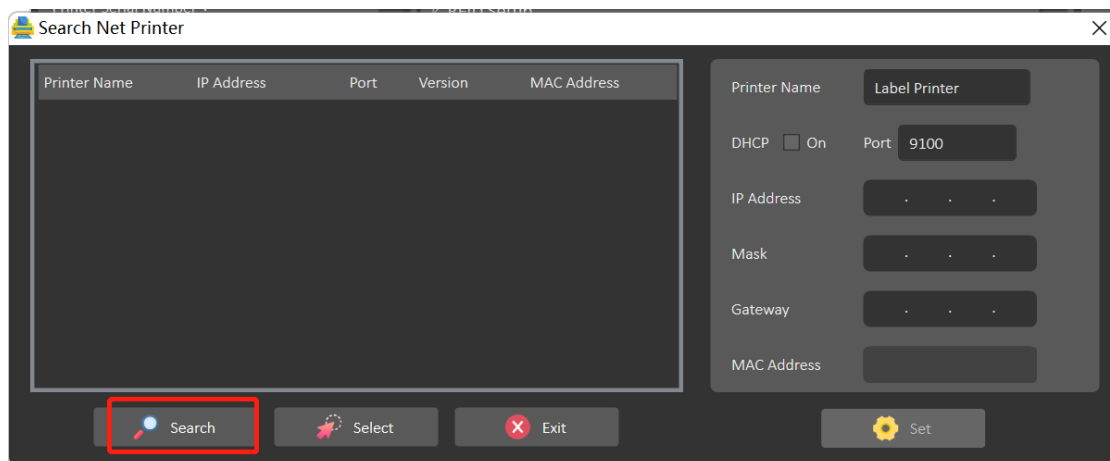 Search Net Printer
Printer Name IP Address Port Version MAC Address
Printer Name Label Printer
DHCP On Port 9100
IP Address . . .
Mask . . .
Gateway . . .
MAC Address
Search Select Exit Set